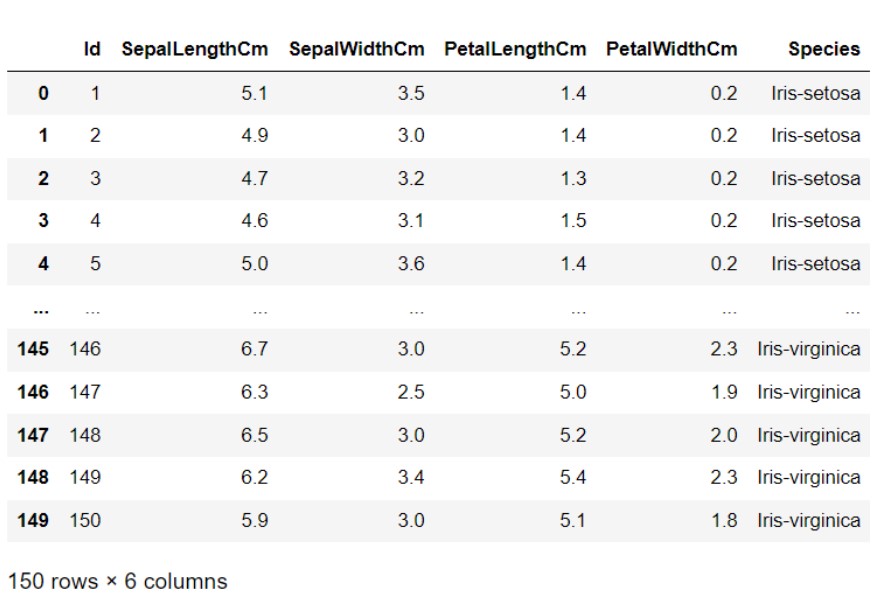 Id SepalLengthCm SepalWidthCm PetalLengthCm PetalWidthCm Species
0 1 5.1 3.5 1.4 0.2 Iris-setosa
1 2 4.9 3.0 1.4 0.2 Iris-setosa
2 3 4.7 3.2 1.3 0.2 Iris-setosa
3 4 4.6 3.1 1.5 0.2 Iris-setosa
4 5 5.0 3.6 1.4 0.2 Iris-setosa
... ... ... ... ... ... ...
145 146 6.7 3.0 5.2 2.3 Iris-virginica
146 147 6.3 2.5 5.0 1.9 Iris-virginica
147 148 6.5 3.0 5.2 2.0 Iris-virginica
148 149 6.2 3.4 5.4 2.3 Iris-virginica
149 150 5.9 3.0 5.1 1.8 Iris-virginica
150 rows × 6 columns